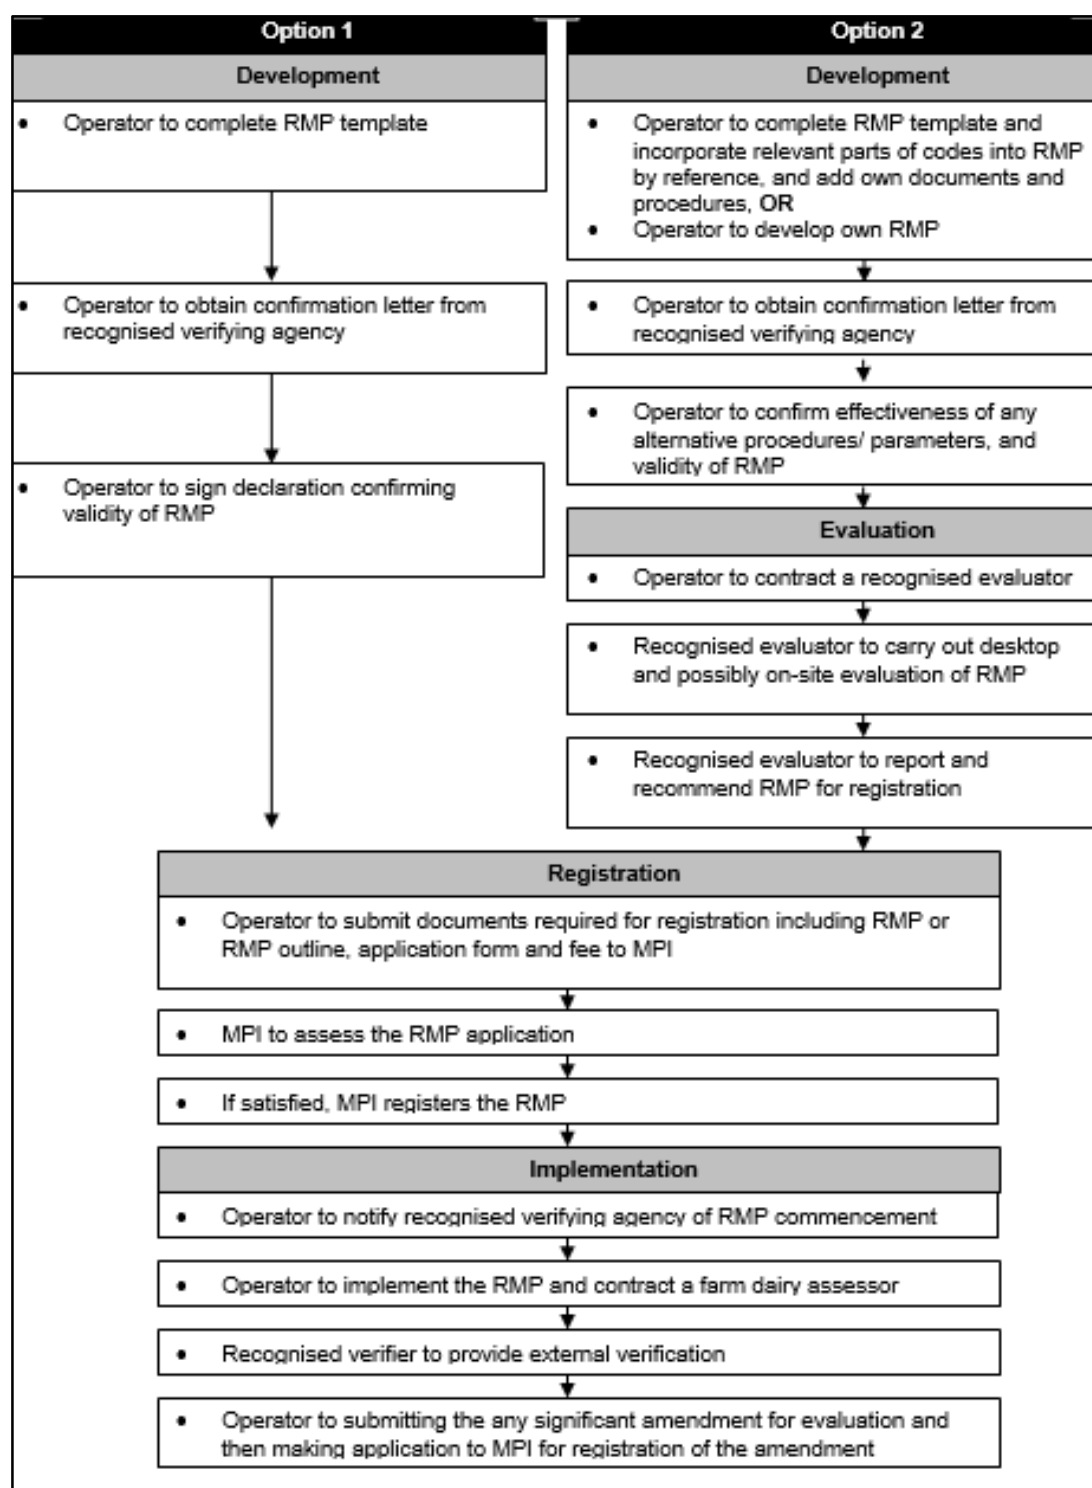 Option 1
Development
• Operator to complete RMP template
• Operator to obtain confirmation letter from
recognised verifying agency
• Operator to sign declaration confirming
validity of RMP
Option 2
Development
• Operator to complete RMP template and
incorporate relevant parts of codes into RMP
by reference, and add own documents and
procedures, OR
• Operator to develop own RMP
• Operator to obtain confirmation letter from
recognised verifying agency
• Operator to confirm effectiveness of any
alternative procedures/ parameters, and
validity of RMP
Evaluation
• Operator to contract a recognised evaluator
• Recognised evaluator to carry out desktop
and possibly on-site evaluation of RMP
• Recognised evaluator to report and
recommend RMP for registration
Registration
• Operator to submit documents required for registration including RMP or
RMP outline, application form and fee to MPI
• MPI to assess the RMP application
• If satisfied, MPI registers the RMP
Implementation
• Operator to notify recognised verifying agency of RMP commencement
• Operator to implement the RMP and contract a farm dairy assessor
• Recognised verifier to provide external verification
• Operator to submitting the any significant amendment for evaluation and
then making application to MPI for registration of the amendment